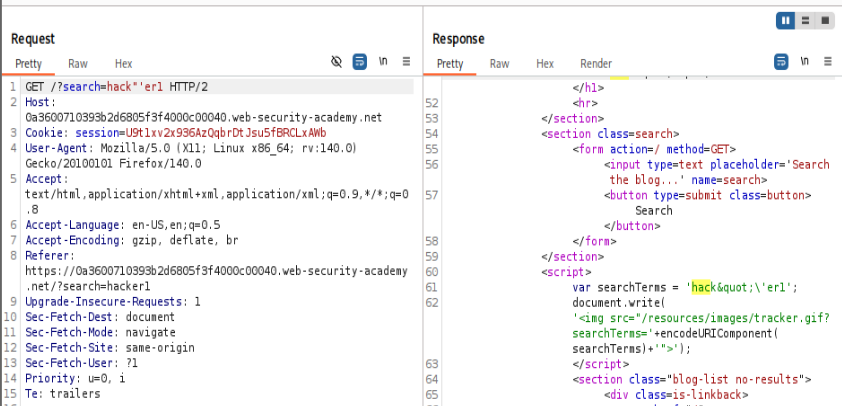 Request
Pretty Raw Hex \n
1 GET /?search=hack"'er1 HTTP/2
2 Host:
0a3600710393b2d6805f3f4000c00040.web-security-academy.net
3 Cookie: session=U9t1xv2x936AzQqbrDtJsu5fBRCLxAWb
4 User-Agent: Mozilla/5.0 (X11; Linux x86_64; rv:140.0)
Gecko/20100101 Firefox/140.0
5 Accept:
text/html,application/xhtml+xml,application/xml;q=0.9,*/*;q=0
.8
6 Accept-Language: en-US,en;q=0.5
7 Accept-Encoding: gzip, deflate, br
8 Referer:
https://0a3600710393b2d6805f3f4000c00040.web-security-academy
.net/?search=hacker1
9 Upgrade-Insecure-Requests: 1
10 Sec-Fetch-Dest: document
11 Sec-Fetch-Mode: navigate
12 Sec-Fetch-Site: same-origin
13 Sec-Fetch-User: ?1
14 Priority: u=0, i
15 Te: trailers
Response
Pretty Raw Hex Render \n
</h1>
52 <hr>
53 </section>
54 <section class=search>
55 <form action=/ method=GET>
56 <input type=text placeholder='Search
the blog...' name=search>
57 <button type=submit class=button>
Search
</button>
58 </form>
59 </section>
60 <script>
61 var searchTerms = 'hack&quot;\'er1';
62 document.write(
'<img src="/resources/images/tracker.gif?
searchTerms='+encodeURIComponent(
searchTerms)+'">');
63 </script>
64 <section class="blog-list no-results">
65 <div class=is-linkback>